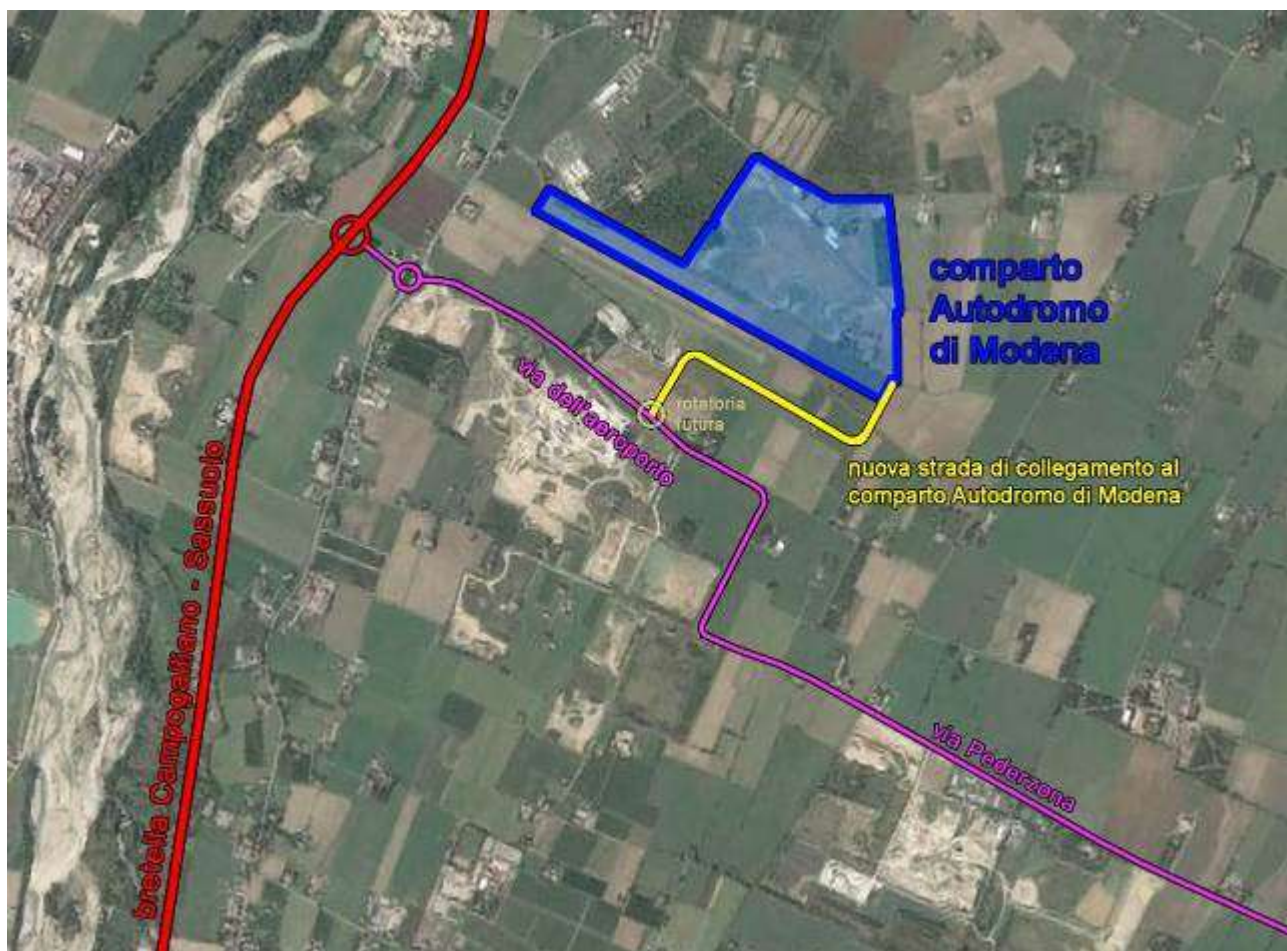 comparto
Autodromo
di Modena
via dell'aeroporto
rotatoria
futura
nuova strada di collegamento al
comparto Autodromo di Modena
bretella Campogalliano - Sassuolo
via Pederzona